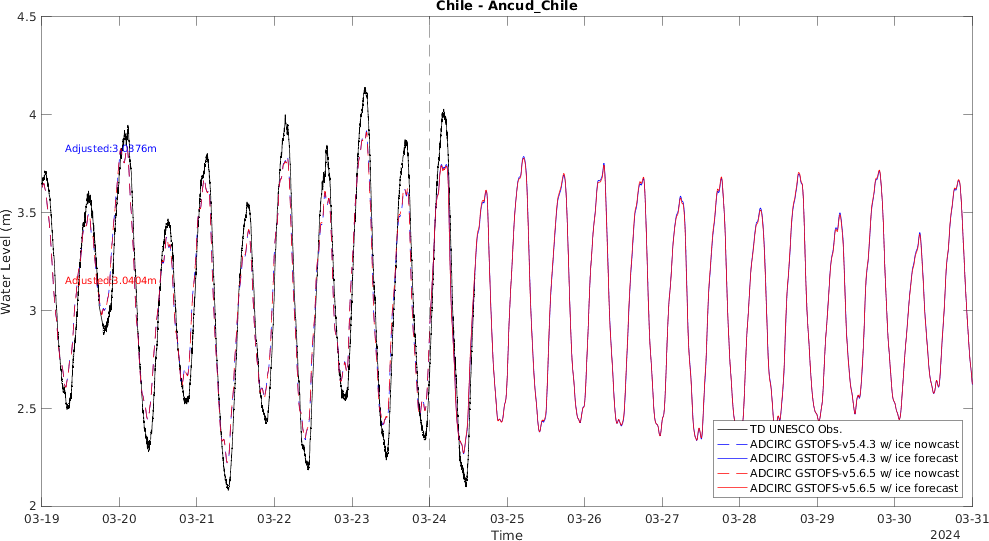 Chile - Ancud_Chile
4.5
4
3.5
3
2.5
2
Water Level (m)
Adjusted:3.0376m
Adjusted:3.0404m
TD UNESCO Obs.
ADCIRC GSTOFS-v5.4.3 w/ ice nowcast
ADCIRC GSTOFS-v5.4.3 w/ ice forecast
ADCIRC GSTOFS-v5.6.5 w/ ice nowcast
ADCIRC GSTOFS-v5.6.5 w/ ice forecast
03-19 03-20 03-21 03-22 03-23 03-24 03-25 03-26 03-27 03-28 03-29 03-30 03-31
Time
2024